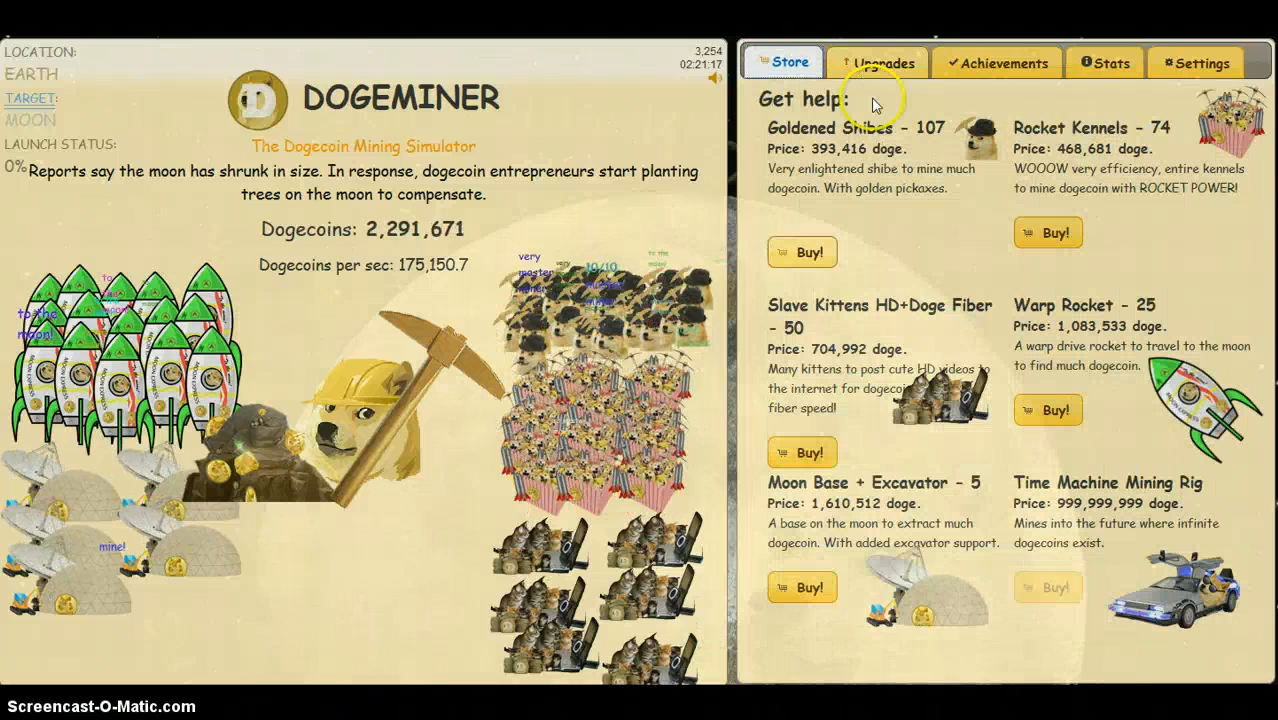 LOCATION:
EARTH
TARGET:
MOON
LAUNCH STATUS:
0%
3,254
02:21:17
DOGEMINER
The Dogecoin Mining Simulator
Reports say the moon has shrunk in size. In response, dogecoin entrepreneurs start planting
trees on the moon to compensate.
Dogecoins: 2,291,671
Dogecoins per sec: 175,150.7
to the
moon!
mine!
very
Store
Upgrades
Achievements
Stats
Settings
Get help:
Goldened Shibes - 107
Price: 393,416 doge.
Very enlightened shibe to mine much
dogecoin. With golden pickaxes.
Buy!
Rocket Kennels - 74
Price: 468,681 doge.
WOOOW very efficiency, entire kennels
to mine dogecoin with ROCKET POWER!
Buy!
Slave Kittens HD+Doge Fiber
- 50
Price: 704,992 doge.
Many kittens to post cute HD videos to
the internet for dogecoin
fiber speed!
Buy!
Warp Rocket - 25
Price: 1,083,533 doge.
A warp drive rocket to travel to the moon
to find much dogecoin.
Buy!
Moon Base + Excavator - 5
Price: 1,610,512 doge.
A base on the moon to extract much
dogecoin. With added excavator support.
Buy!
Time Machine Mining Rig
Price: 999,999,999 doge.
Mines into the future where infinite
dogecoins exist.
Buy!
Screencast-O-Matic.com